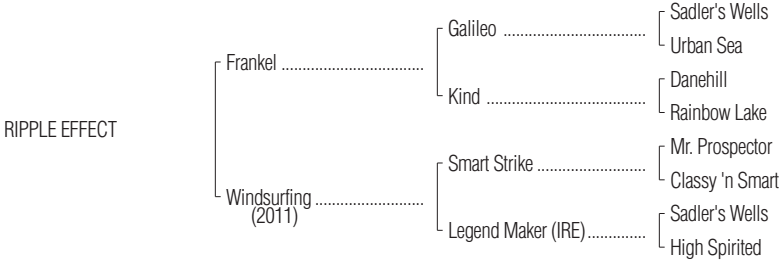 RIPPLE EFFECT
Frankel ................................
Windsurfing ........................
(2011)
Galileo ................................
Kind ....................................
Smart Strike ........................
Legend Maker (IRE)..............
Sadler's Wells
Urban Sea
Danehill
Rainbow Lake
Mr. Prospector
Classy 'n Smart
Sadler's Wells
High Spirited